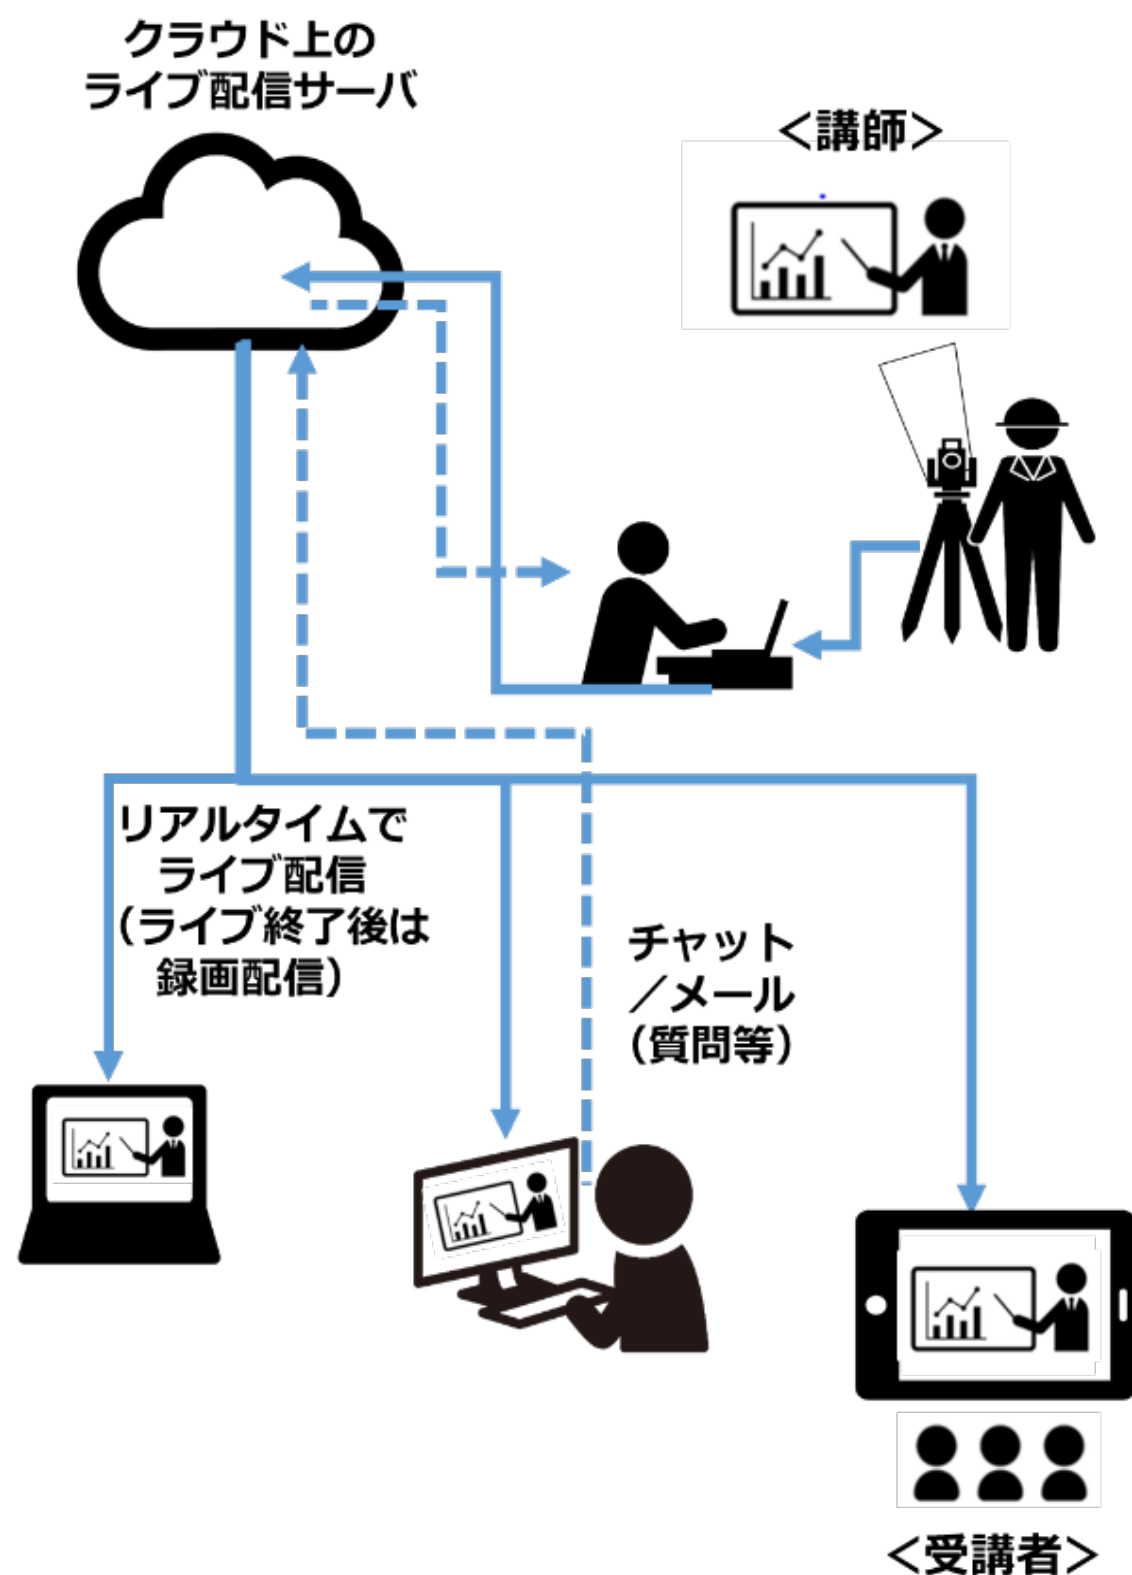 クラウド上の
ライブ配信サーバ
＜講師＞
リアルタイムで
ライブ配信
（ライブ終了後は
録画配信）
チャット
／メール
（質問等）
＜受講者＞